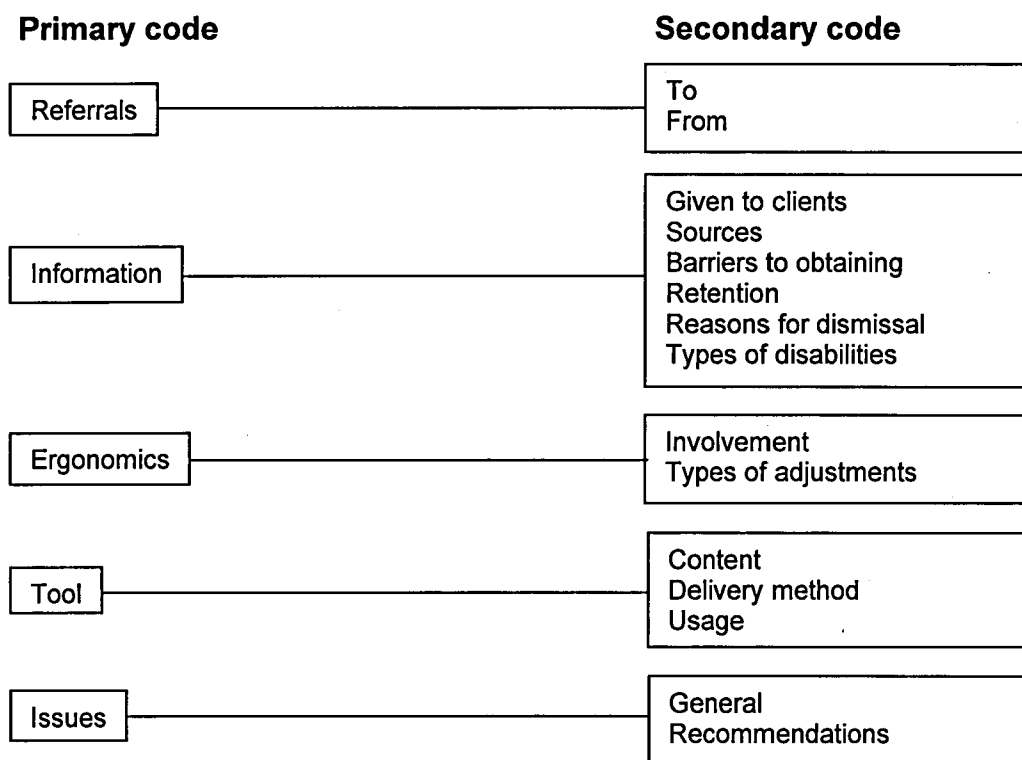 Primary code
Secondary code
Referrals
To
From
Information
Given to clients
Sources
Barriers to obtaining
Retention
Reasons for dismissal
Types of disabilities
Ergonomics
Involvement
Types of adjustments
Tool
Content
Delivery method
Usage
Issues
General
Recommendations